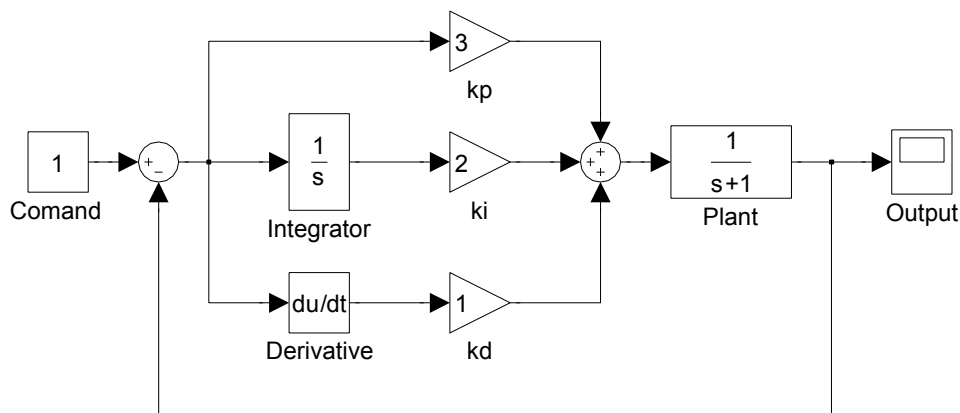 3
kp
1
Comand
+
−
1
s
Integrator
2
ki
+
+
+
1
s+1
Plant
Output
du/dt
Derivative
1
kd